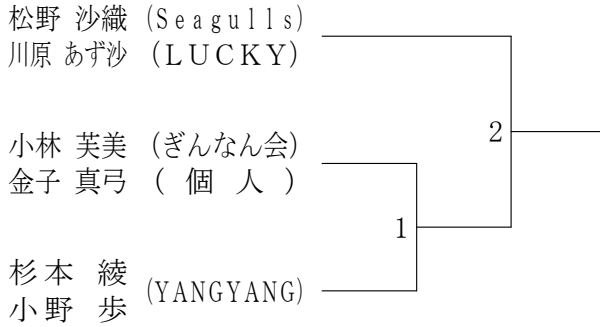 松野 沙織 (Seagulls)
川原 あず沙 (LUCKY)
2
小林 芙美 (ぎんなん会)
金子 真弓 ( 個 人 )
1
杉本 綾
(YANGYANG)
小野 歩